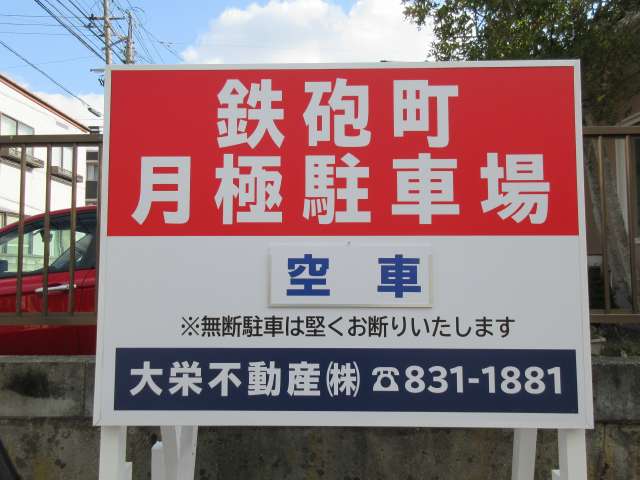 鉄砲町
月極駐車場
空車
※無断駐車は堅くお断りいたします
大栄不動産㈱ ☎831-1881